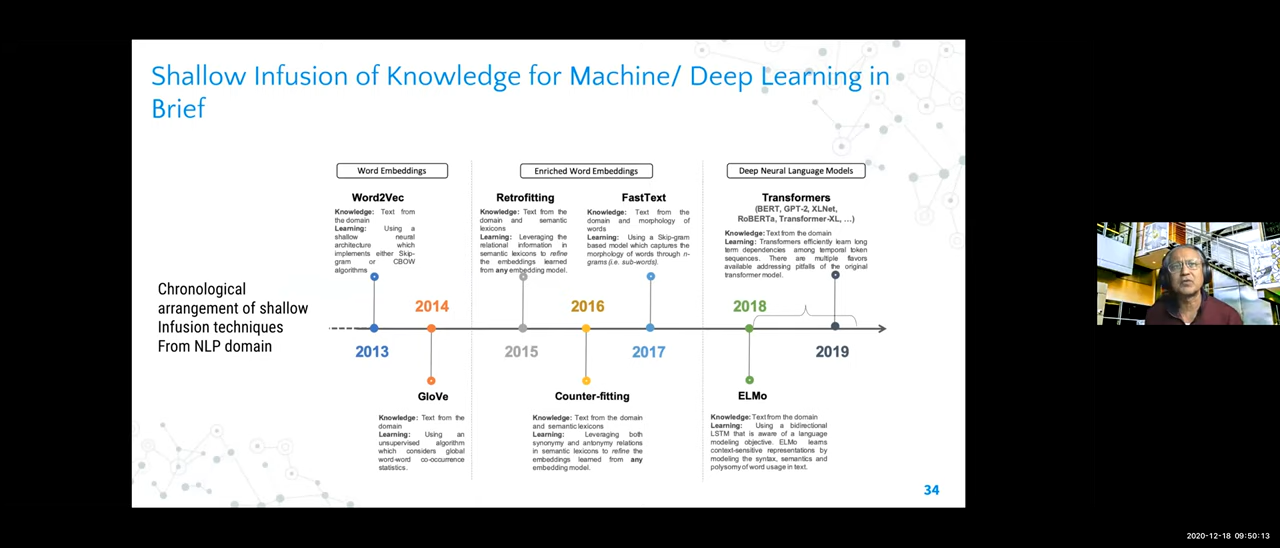 Shallow Infusion of Knowledge for Machine/ Deep Learning in
Brief
Word Embeddings
Enriched Word Embeddings
Deep Neural Language Models
Word2Vec
Knowledge: Text from
the domain
Learning: Using a
shallow neural
architecture which
implements either Skip-
gram or CBOW
algorithms
Retrofitting
Knowledge: Text from the
domain and semantic
lexicons
Learning: Leveraging the
relational information in
semantic lexicons to refine
the embeddings learned
from any embedding model.
FastText
Knowledge: Text from the
domain and morphology of
words
Learning: Using a Skip-gram
based model which captures the
morphology of words through n-
grams (i.e. sub-words).
Transformers
(BERT, GPT-2, XLNet,
RoBERTa, Transformer-XL, ...)
Knowledge: Text from the domain
Learning: Transformers efficiently learn long
term dependencies among temporal token
sequences. There are multiple flavors
available addressing pitfalls of the original
transformer model.
Chronological
arrangement of shallow
Infusion techniques
From NLP domain
2013
2014
2015
2016
2017
2018
2019
GloVe
Knowledge: Text from the
domain
Learning: Using an
unsupervised algorithm
which considers global
word-word co-occurrence
statistics.
Counter-fitting
Knowledge: Text from the domain
and semantic lexicons
Learning: Leveraging both
synonymy and antonymy relations
in semantic lexicons to refine the
embeddings learned from any
embedding model.
ELMo
Knowledge: Text from the domain
Learning: Using a bidirectional
LSTM that is aware of a language
modeling objective. ELMo learns
context-sensitive representations by
modeling the syntax, semantics and
polysomy of word usage in text.
34
2020-12-18 09:50:13